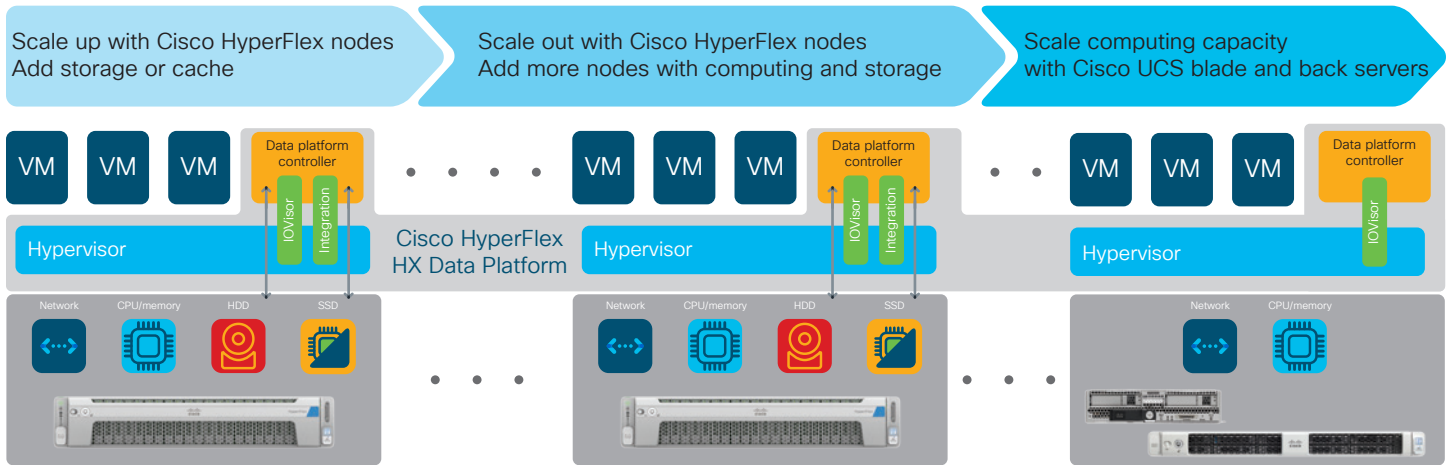 Scale up with Cisco HyperFlex nodes
Add storage or cache
Scale out with Cisco HyperFlex nodes
Add more nodes with computing and storage
Scale computing capacity
with Cisco UCS blade and back servers
VM
VM
VM
Data platform
controller
IOVisor
Integration
VM
VM
VM
Data platform
controller
IOVisor
Integration
VM
VM
VM
Data platform
controller
IOVisor
Hypervisor
Cisco HyperFlex
HX Data Platform
Hypervisor
Hypervisor
Network
CPU/memory
HDD
SSD
Network
CPU/memory
HDD
SSD
Network
CPU/memory
HyperFlex
HyperFlex